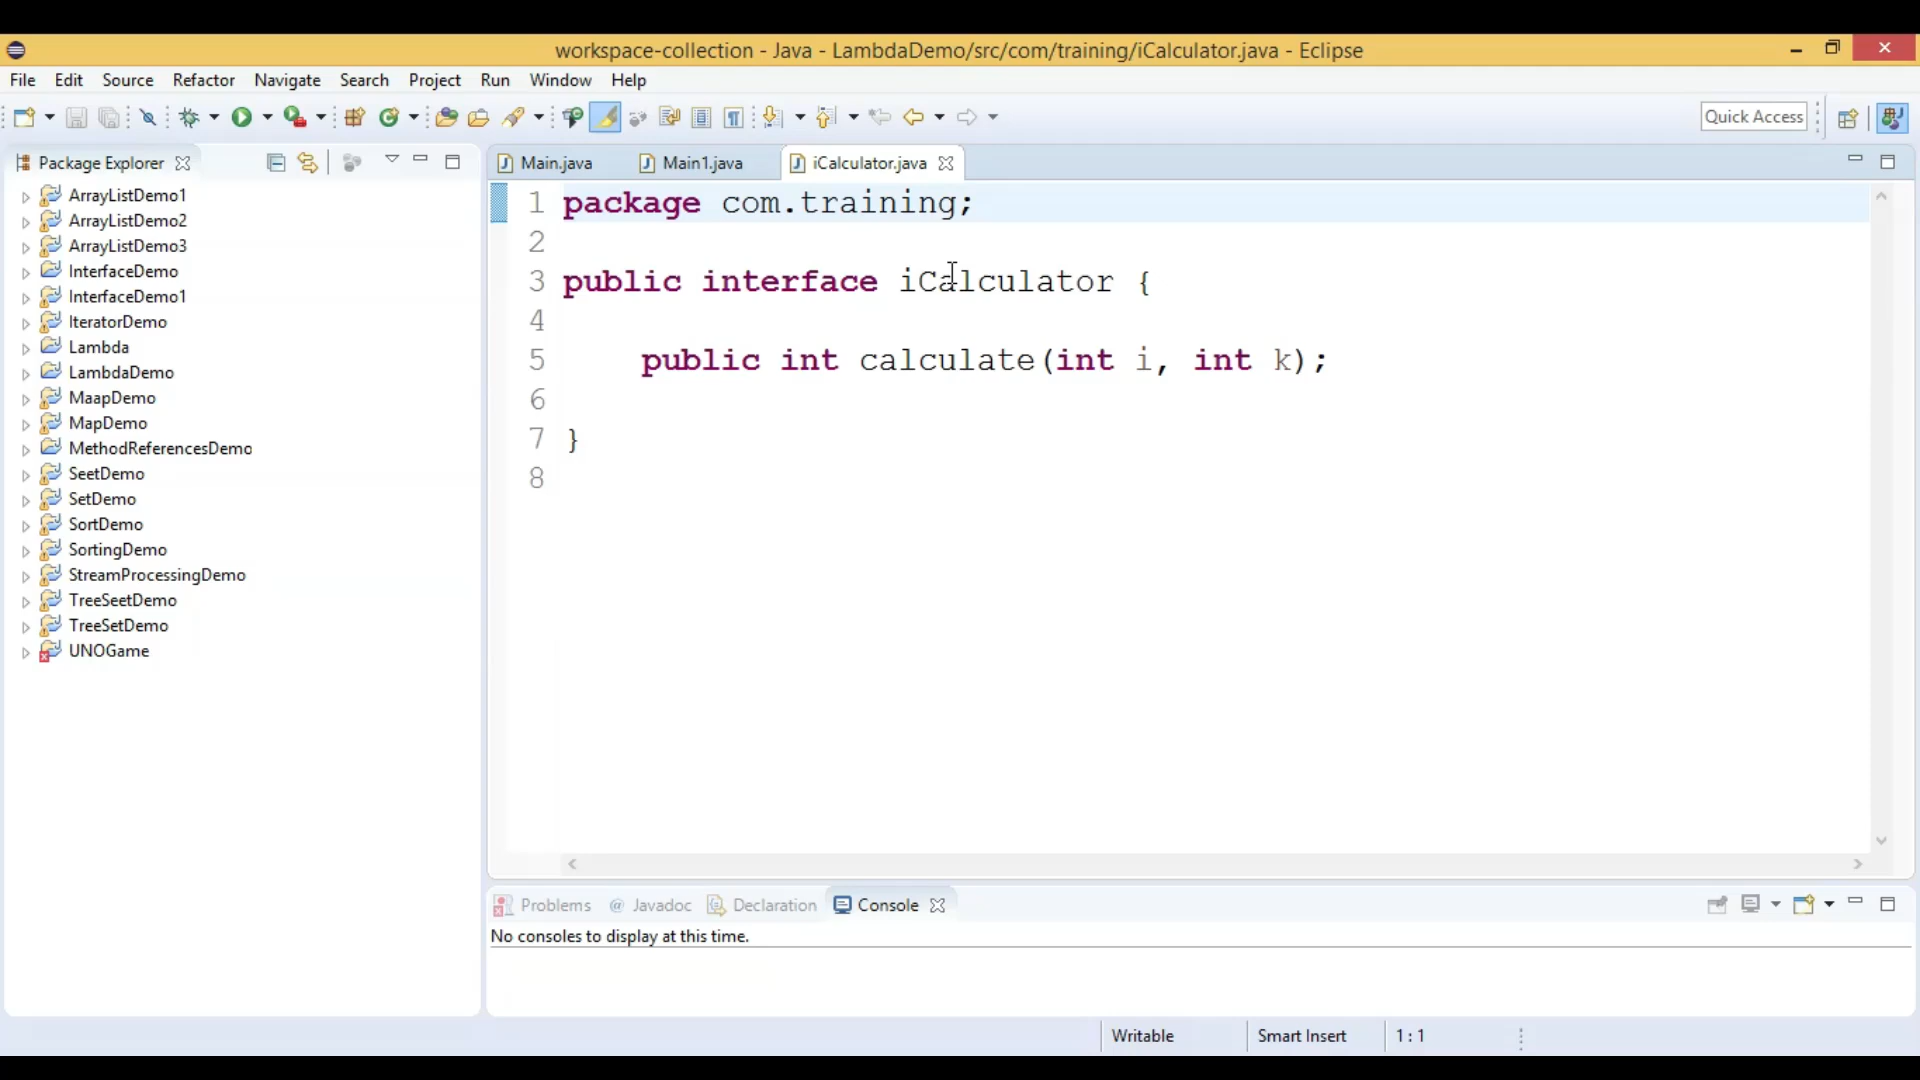 workspace-collection - Java - LambdaDemo/src/com/training/iCalculator.java - Eclipse
File Edit Source Refactor Navigate Search Project Run Window Help
Quick Access
Package Explorer
ArrayListDemo1
ArrayListDemo2
ArrayListDemo3
InterfaceDemo
InterfaceDemo1
IteratorDemo
Lambda
LambdaDemo
MaapDemo
MapDemo
MethodReferencesDemo
SeetDemo
SetDemo
SortDemo
SortingDemo
StreamProcessingDemo
TreeSeetDemo
TreeSetDemo
UNOGame
Main.java Main1.java iCalculator.java
1 package com.training;
2
3 public interface iCalculator {
4
5 public int calculate(int i, int k);
6
7 }
8
Problems @ Javadoc Declaration Console
No consoles to display at this time.
Writable Smart Insert 1 : 1